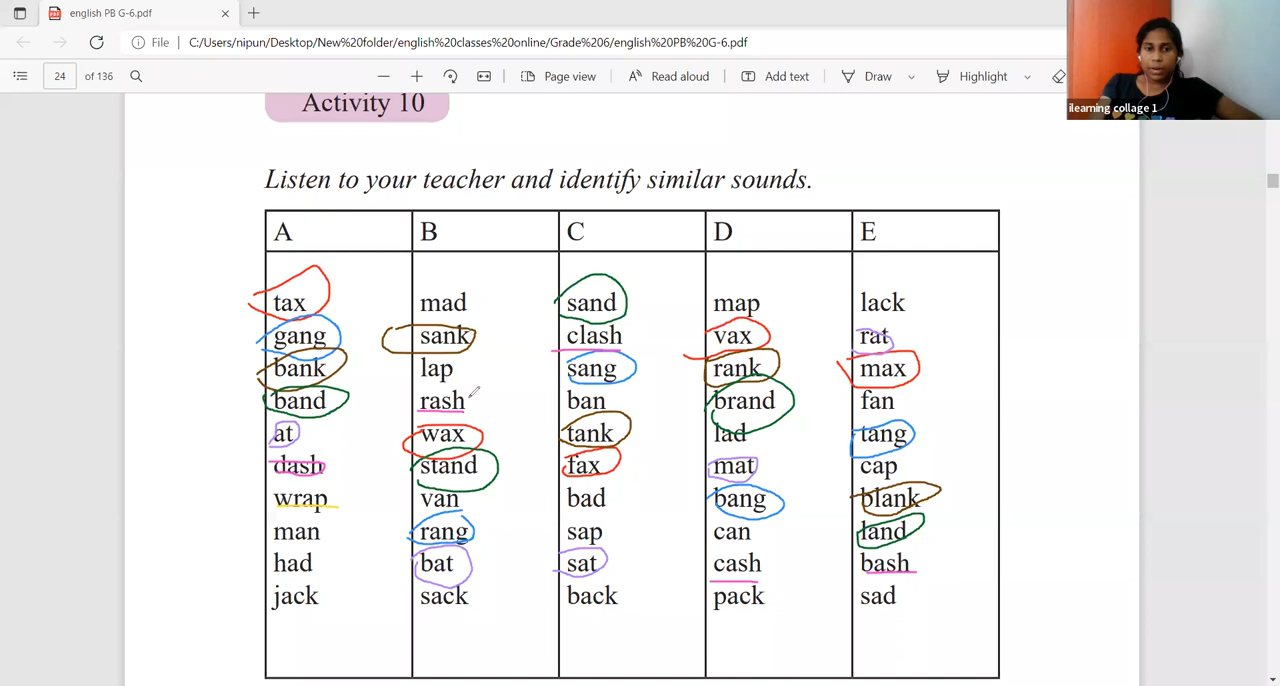 english PB G-6.pdf
File C:/Users/nipun/Desktop/New%20folder/english%20classes%20online/Grade%206/english%20PB%20G-6.pdf
24 of 136 Page view Read aloud Add text Draw Highlight
ilearning collage 1
Activity 10
Listen to your teacher and identify similar sounds.
A B C D E
tax mad sand map lack
gang sank clash vax rat
bank lap sang rank max
band rash ban brand fan
at wax tank lad tang
dash stand fax mat cap
wrap van bad bang blank
man rang sap can land
had bat sat cash bash
jack sack back pack sad